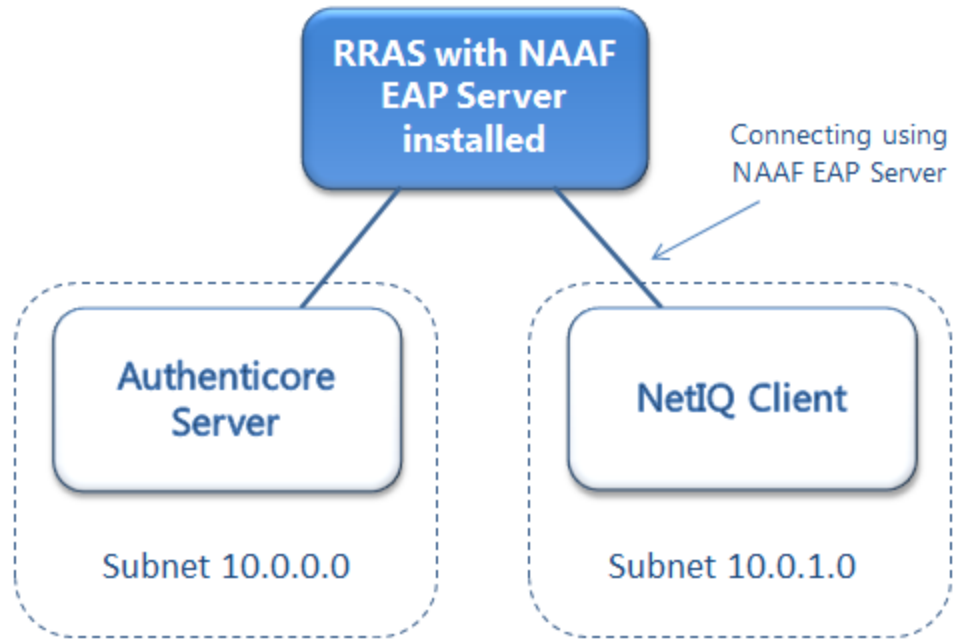 RRAS with NAAF
EAP Server
installed
Connecting using
NAAF EAP Server
Authenticore
Server
NetIQ Client
Subnet 10.0.0.0
Subnet 10.0.1.0